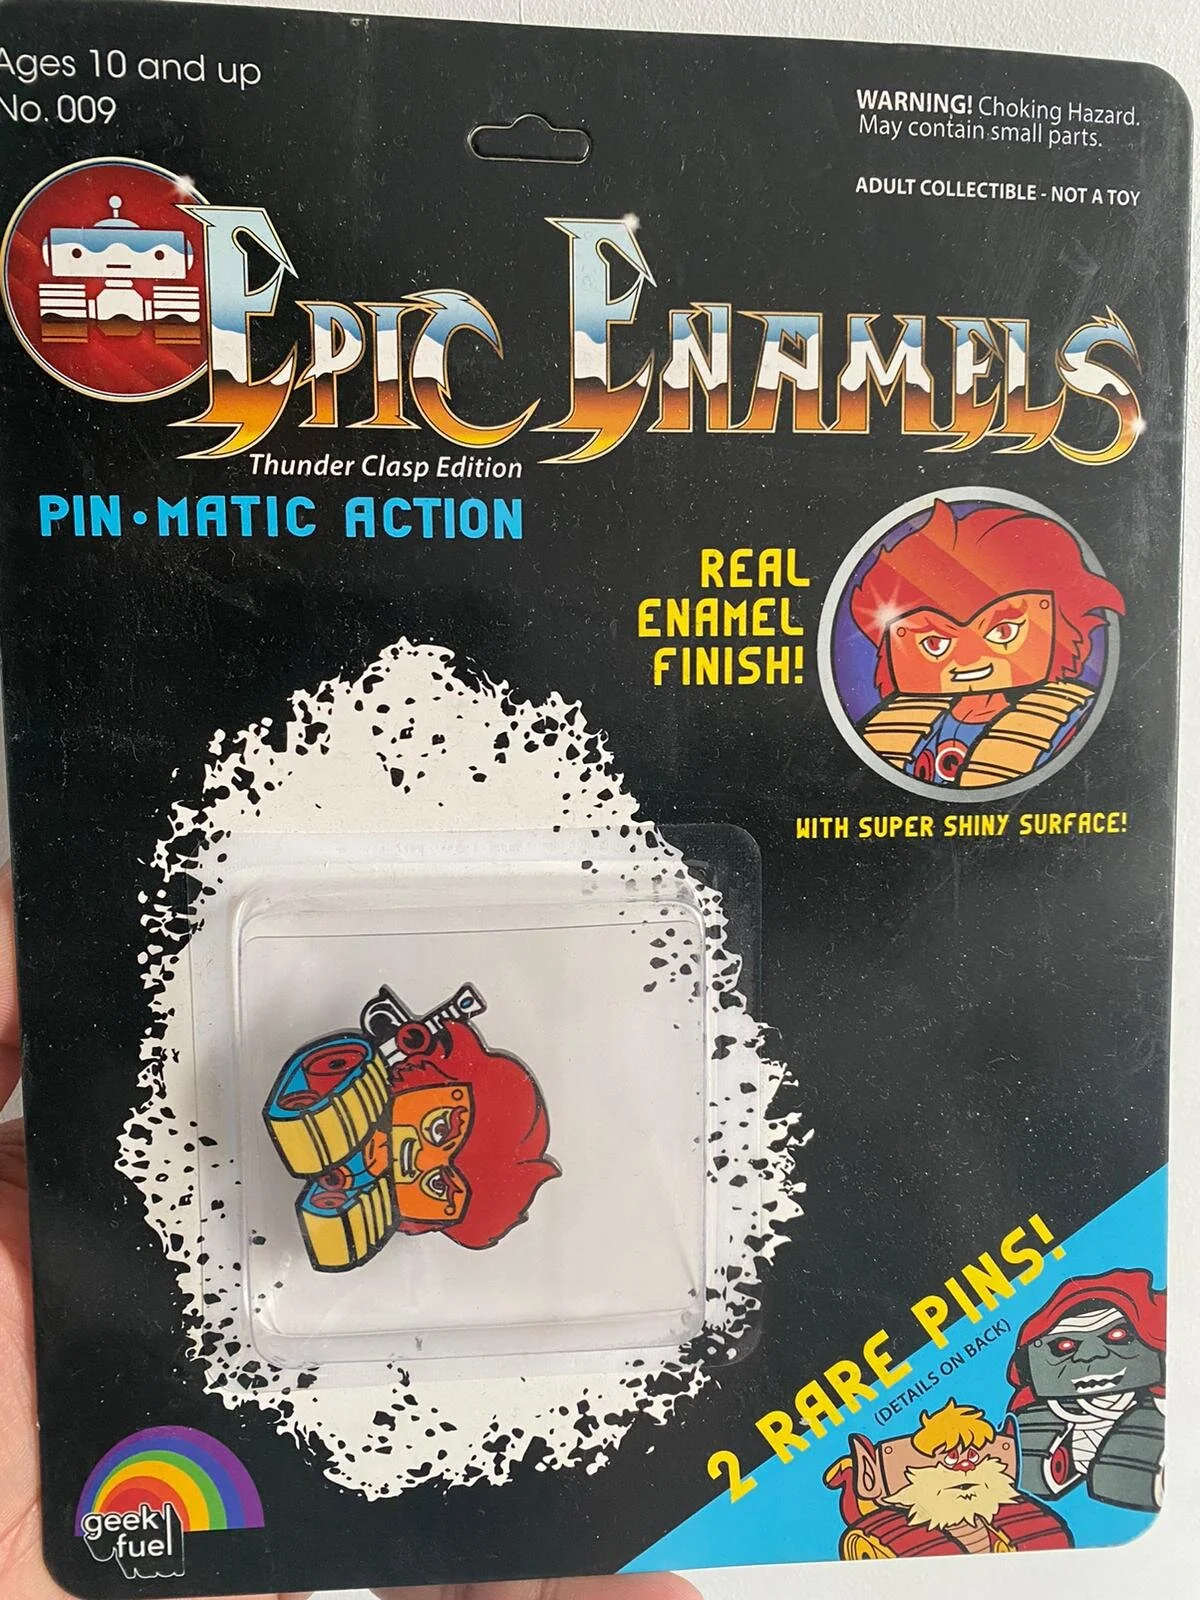 Ages 10 and up
No. 009
WARNING! Choking Hazard.
May contain small parts.
ADULT COLLECTIBLE - NOT A TOY
EPIC ENAMELS
Thunder Clasp Edition
PIN•MATIC ACTION
REAL
ENAMEL
FINISH!
WITH SUPER SHINY SURFACE!
2 RARE PINS!
(DETAILS ON BACK)
geek
fuel